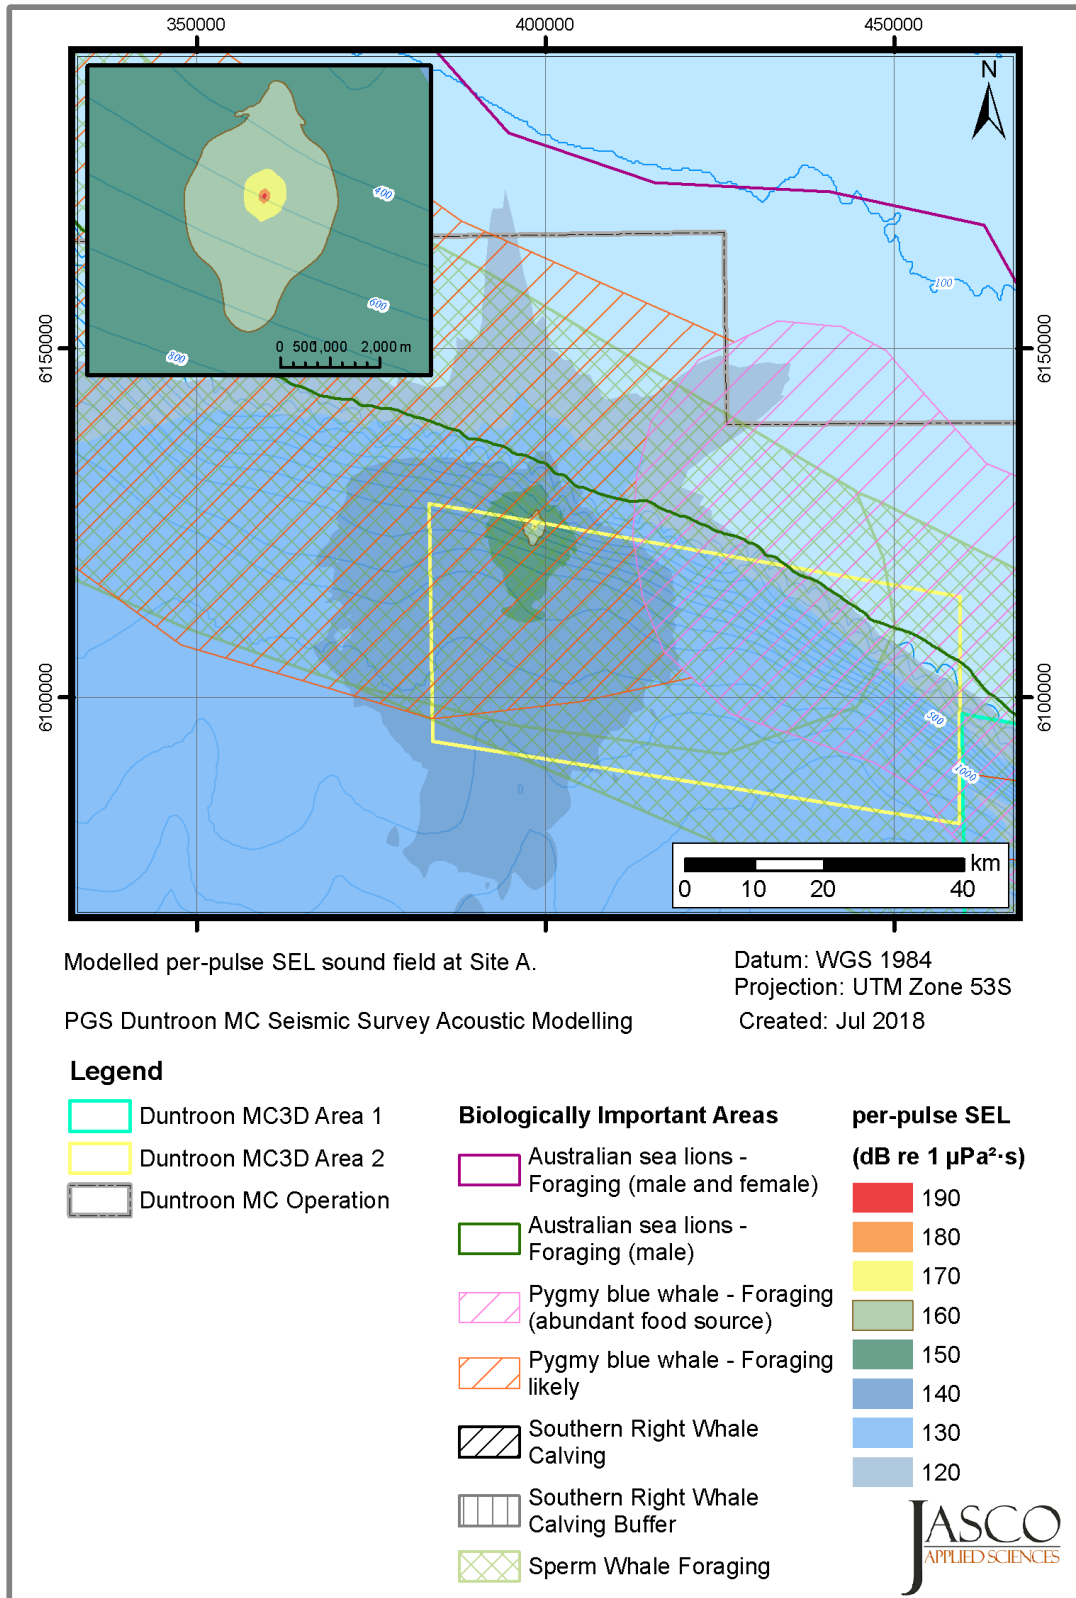 350000
400000
450000
N
400
600
800
0 500 1,000 2,000 m
100
500
1000
6150000
6100000
6150000
6100000
km
0 10 20 40
Modelled per-pulse SEL sound field at Site A.
Datum: WGS 1984
Projection: UTM Zone 53S
PGS Duntroon MC Seismic Survey Acoustic Modelling
Created: Jul 2018
Legend
Duntroon MC3D Area 1
Duntroon MC3D Area 2
Duntroon MC Operation
Biologically Important Areas
Australian sea lions -
Foraging (male and female)
Australian sea lions -
Foraging (male)
Pygmy blue whale - Foraging
(abundant food source)
Pygmy blue whale - Foraging
likely
Southern Right Whale
Calving
Southern Right Whale
Calving Buffer
Sperm Whale Foraging
per-pulse SEL
(dB re 1 µPa²·s)
190
180
170
160
150
140
130
120
JASCO
APPLIED SCIENCES